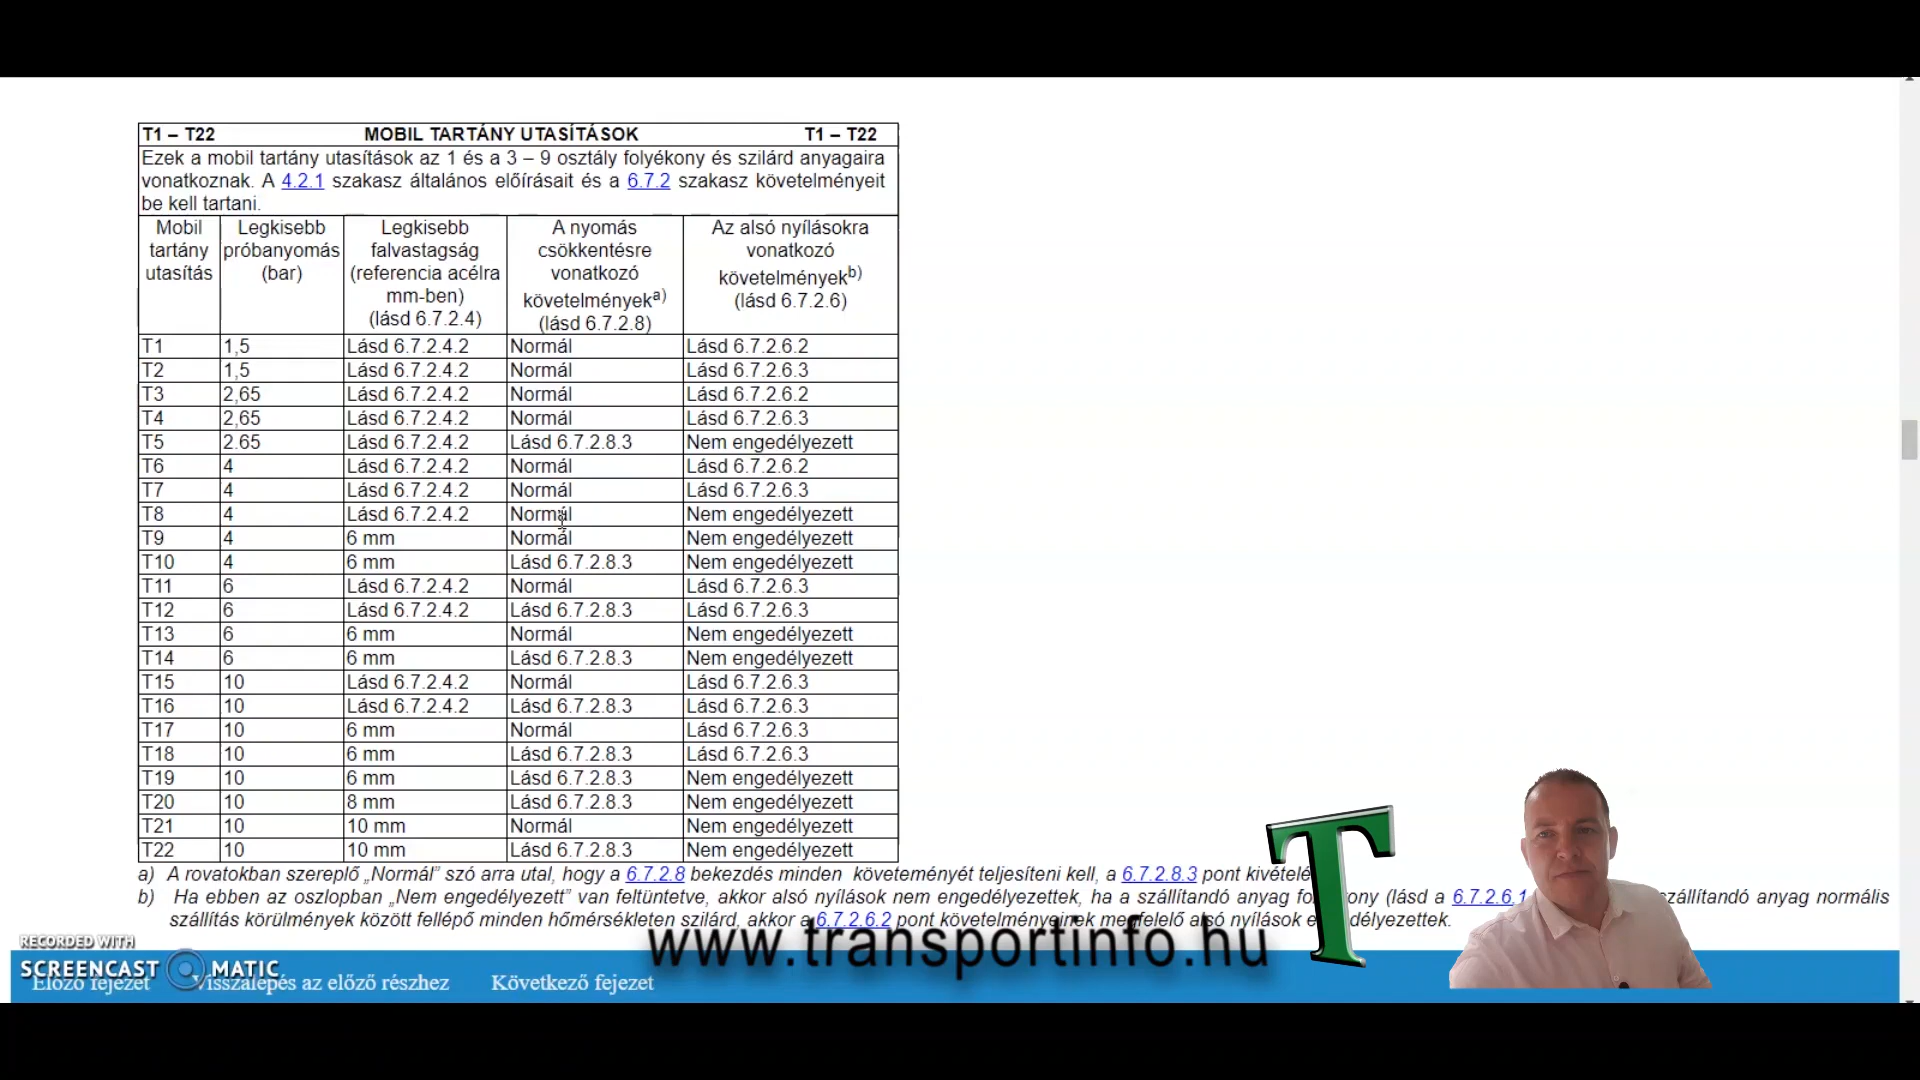 T1 – T22 MOBIL TARTÁNY UTASÍTÁSOK T1 – T22
Ezek a mobil tartány utasítások az 1 és a 3 – 9 osztály folyékony és szilárd anyagaira
vonatkoznak. A 4.2.1 szakasz általános előírásait és a 6.7.2 szakasz követelményeit
be kell tartani.
Mobil tartány utasítás Legkisebb próbanyomás (bar) Legkisebb falvastagság (referencia acélra mm-ben) (lásd 6.7.2.4) A nyomás csökkentésre vonatkozó követelmények a) (lásd 6.7.2.8) Az alsó nyílásokra vonatkozó követelmények b) (lásd 6.7.2.6)
T1 1,5 Lásd 6.7.2.4.2 Normál Lásd 6.7.2.6.2
T2 1,5 Lásd 6.7.2.4.2 Normál Lásd 6.7.2.6.3
T3 2,65 Lásd 6.7.2.4.2 Normál Lásd 6.7.2.6.2
T4 2,65 Lásd 6.7.2.4.2 Normál Lásd 6.7.2.6.3
T5 2.65 Lásd 6.7.2.4.2 Lásd 6.7.2.8.3 Nem engedélyezett
T6 4 Lásd 6.7.2.4.2 Normál Lásd 6.7.2.6.2
T7 4 Lásd 6.7.2.4.2 Normál Lásd 6.7.2.6.3
T8 4 Lásd 6.7.2.4.2 Normál Nem engedélyezett
T9 4 6 mm Normál Nem engedélyezett
T10 4 6 mm Lásd 6.7.2.8.3 Nem engedélyezett
T11 6 Lásd 6.7.2.4.2 Normál Lásd 6.7.2.6.3
T12 6 Lásd 6.7.2.4.2 Lásd 6.7.2.8.3 Lásd 6.7.2.6.3
T13 6 6 mm Normál Nem engedélyezett
T14 6 6 mm Lásd 6.7.2.8.3 Nem engedélyezett
T15 10 Lásd 6.7.2.4.2 Normál Lásd 6.7.2.6.3
T16 10 Lásd 6.7.2.4.2 Lásd 6.7.2.8.3 Lásd 6.7.2.6.3
T17 10 6 mm Normál Lásd 6.7.2.6.3
T18 10 6 mm Lásd 6.7.2.8.3 Lásd 6.7.2.6.3
T19 10 6 mm Lásd 6.7.2.8.3 Nem engedélyezett
T20 10 8 mm Lásd 6.7.2.8.3 Nem engedélyezett
T21 10 10 mm Normál Nem engedélyezett
T22 10 10 mm Lásd 6.7.2.8.3 Nem engedélyezett
a) A rovatokban szereplő „Normál” szó arra utal, hogy a 6.7.2.8 bekezdés minden követeményét teljesíteni kell, a 6.7.2.8.3 pont
b) Ha ebben az oszlopban „Nem engedélyezett” van feltüntetve, akkor alsó nyílások nem engedélyezettek, ha a szállítandó anyag (lásd a 6.7.2.6.1 szállítandó anyag normális
szállítás körülmények között fellépő minden hőmérsékleten szilárd, akkor a 6.7.2.6.2 pont követelményeinek megfelelő alsó nyílások
www.transportinfo.hu
T
RECORDED WITH
SCREENCAST MATIC
Előző fejezet Visszalépés az előző részhez Következő fejezet